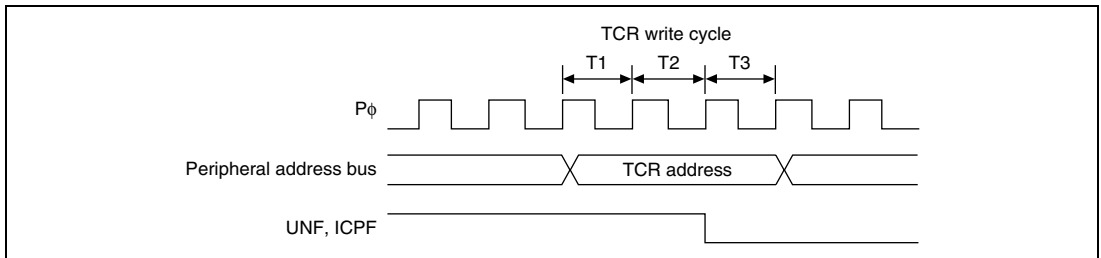 TCR write cycle
T1 T2 T3
Pϕ
Peripheral address bus TCR address
UNF, ICPF